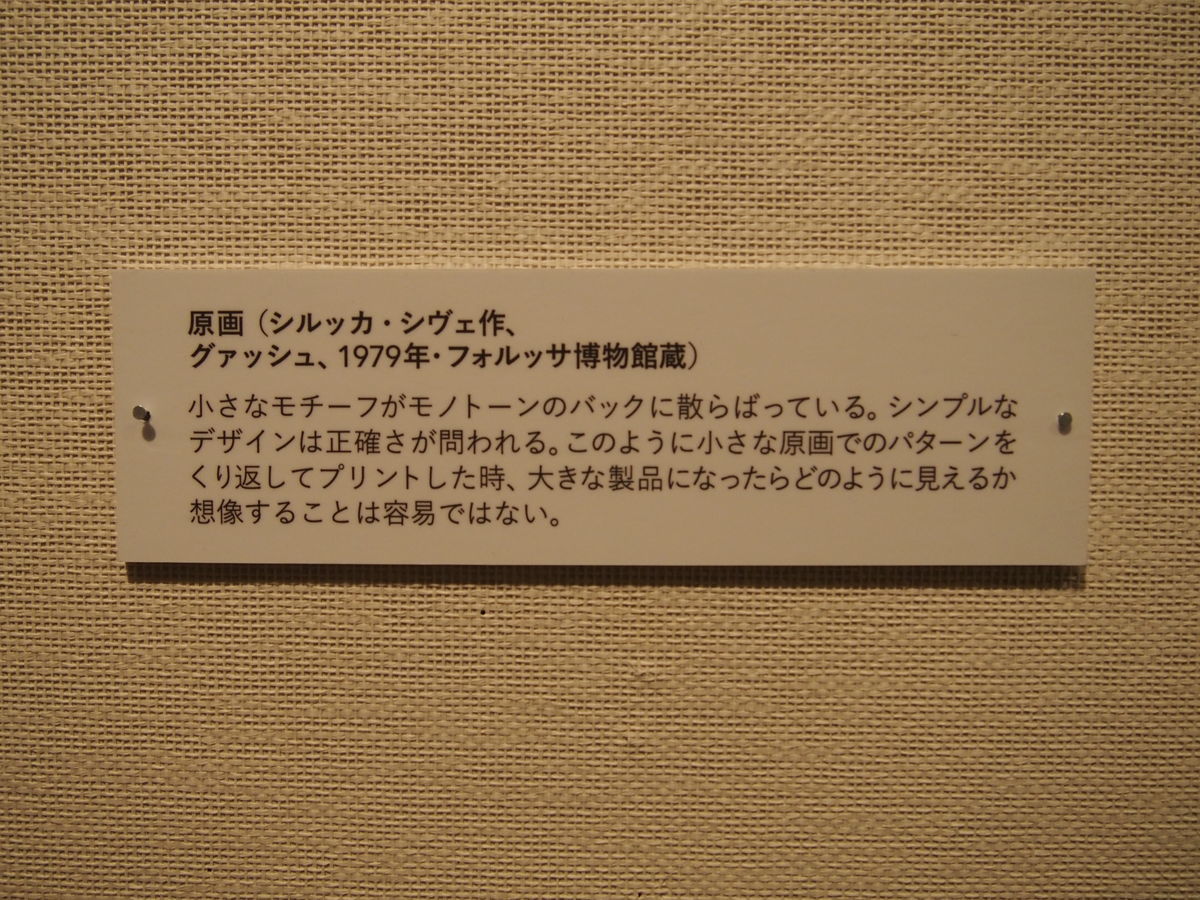 原画（シルッカ・シヴェ作、
グァッシュ、1979年・フォルッサ博物館蔵）
小さなモチーフがモノトーンのバックに散らばっている。シンプルな
デザインは正確さが問われる。このように小さな原画でのパターンを
くり返してプリントした時、大きな製品になったらどのように見えるか
想像することは容易ではない。